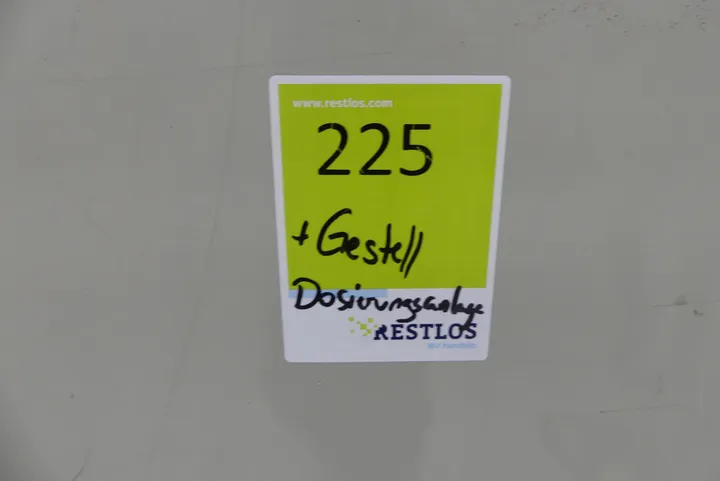 www.restlos.com
225
+ Gestell
Dosierungsanlage
RESTLOS